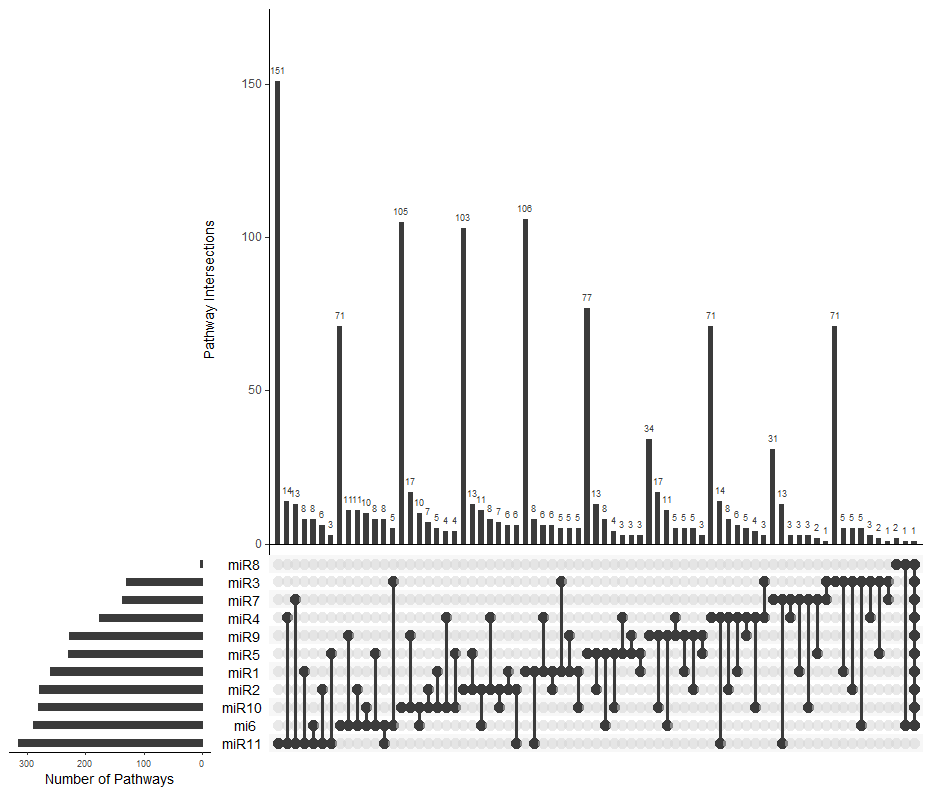 Pathway Intersections
150
100
50
0
151 14 13 8 8 6 3 71 11 11 10 8 8 5 105 17 10 7 5 4 4 103 13 11 8 7 6 6 106 8 6 6 5 5 5 77 13 8 4 3 3 3 34 17 11 5 5 5 3 71 14 8 6 5 4 3 31 13 3 3 3 2 1 71 5 5 5 3 2 1 2 1 1
miR8
miR3
miR7
miR4
miR9
miR5
miR1
miR2
miR10
mi6
miR11
300 200 100 0
Number of Pathways